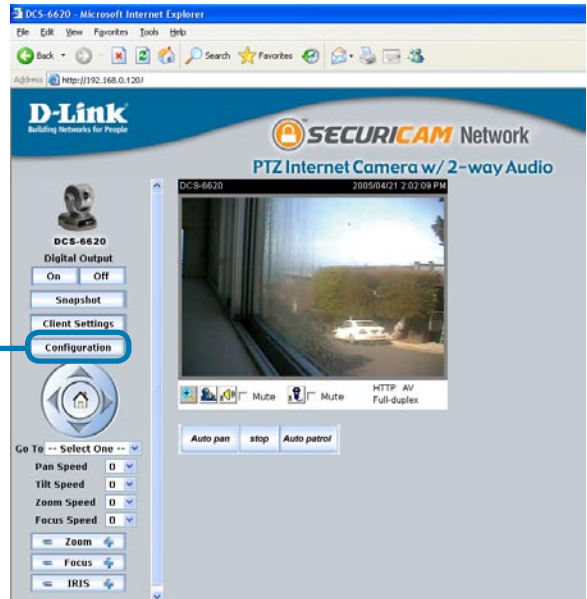 DCS-6620 - Microsoft Internet Explorer
File Edit View Favorites Tools Help
Back Search Favorites
Address http://192.168.0.120/
D-Link
Building Networks for People
SECURICAM Network
PTZ Internet Camera w/ 2-way Audio
DCS-6620 2005/04/21 2:02:09 PM
DCS-6620
Digital Output
On Off
Snapshot
Client Settings
Configuration
Mute Mute HTTP AV
Full-duplex
Auto pan stop Auto patrol
Go To -- Select One --
Pan Speed 0
Tilt Speed 0
Zoom Speed 0
Focus Speed 0
Zoom
Focus
IRIS